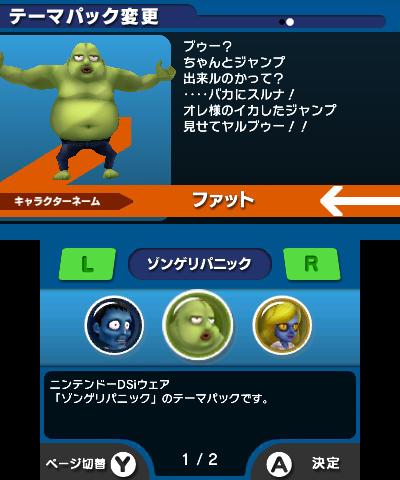 テーマパック変更
ブゥー？
ちゃんとジャンプ
出来ルのかって？
‥‥バカにスルナ！
オレ様のイカしたジャンプ
見せてヤルブゥー！！
キャラクターネーム
ファット
L
ゾンゲリパニック
R
ニンテンドーDSiウェア
「ゾンゲリパニック」のテーマパックです。
ページ切替 Y
1 / 2
A 決定